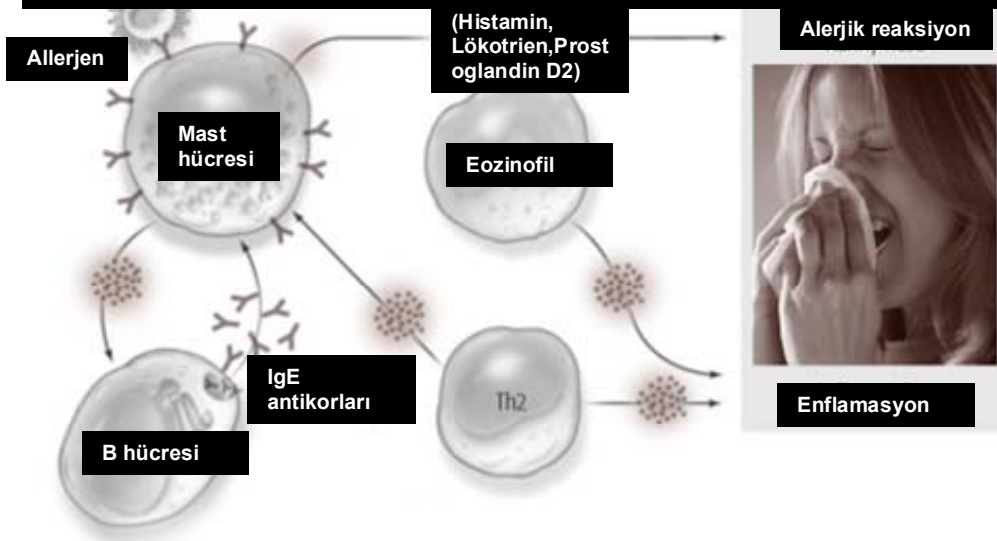 (Histamin,
Lökotrien,Prost
oglandin D2)
Alerjik reaksiyon
Allerjen
Mast
hücresi
Eozinofil
IgE
antikorları
Th2
Enflamasyon
B hücresi